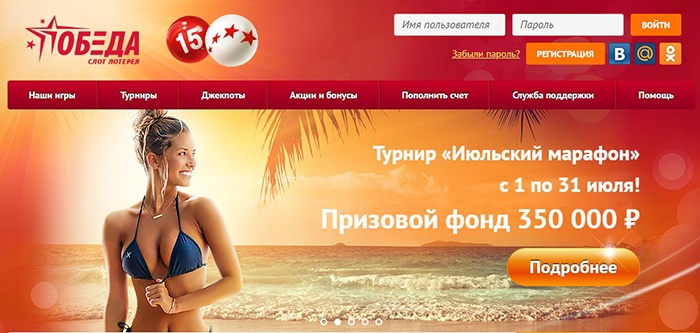 ПОБЕДА
СЛОТ ЛОТЕРЕЯ
15
Имя пользователя
Пароль
ВОЙТИ
Забыли пароль?
РЕГИСТРАЦИЯ
В
@
Наши игры
Турниры
Джекпоты
Акции и бонусы
Пополнить счет
Служба поддержки
Помощь
Турнир «Июльский марафон»
с 1 по 31 июля!
Призовой фонд 350 000 ₽
Подробнее